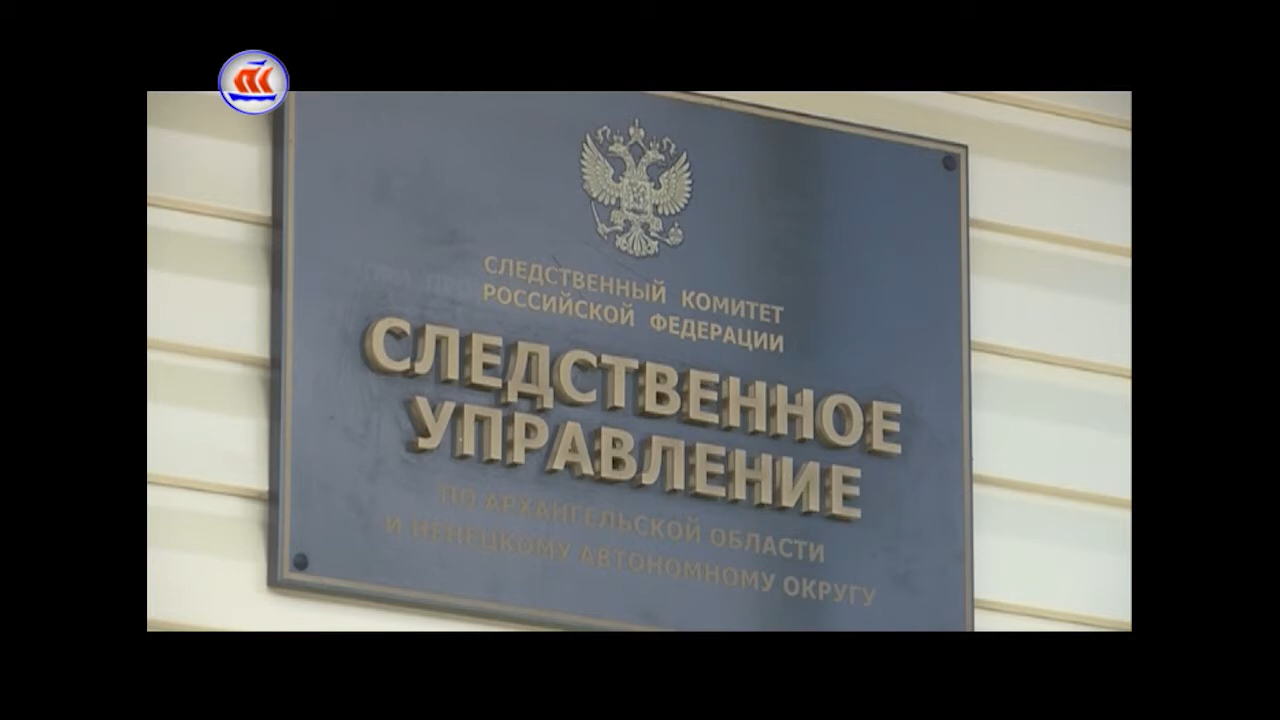 СЛЕДСТВЕННЫЙ КОМИТЕТ
РОССИЙСКОЙ ФЕДЕРАЦИИ
СЛЕДСТВЕННОЕ
УПРАВЛЕНИЕ
ПО АРХАНГЕЛЬСКОЙ ОБЛАСТИ
И НЕНЕЦКОМУ АВТОНОМНОМУ ОКРУГУ